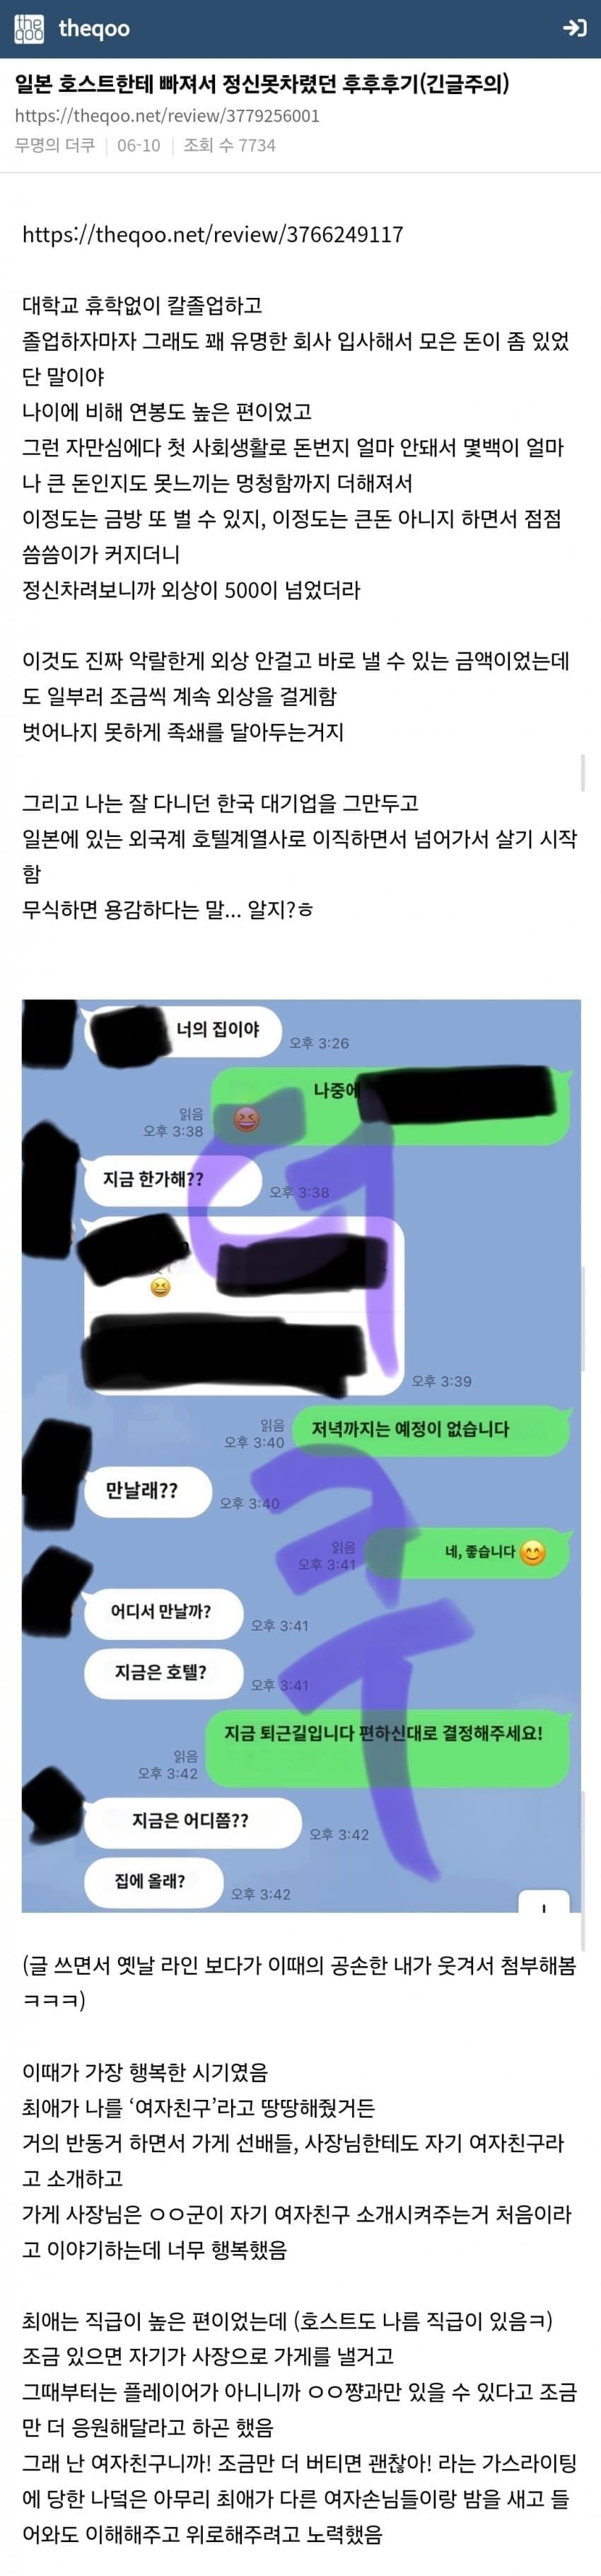 the qoo theqoo
일본 호스트한테 빠져서 정신못차렸던 후후후기(긴글주의)
https://theqoo.net/review/3779256001
무명의 더쿠 | 06-10 | 조회 수 7734
https://theqoo.net/review/3766249117
대학교 휴학없이 칼졸업하고
졸업하자마자 그래도 꽤 유명한 회사 입사해서 모은 돈이 좀 있었
단 말이야
나이에 비해 연봉도 높은 편이었고
그런 자만심에다 첫 사회생활로 돈번지 얼마 안돼서 몇백이 얼마
나 큰 돈인지도 못느끼는 멍청함까지 더해져서
이정도는 금방 또 벌 수 있지, 이정도는 큰돈 아니지 하면서 점점
씀씀이가 커지더니
정신차려보니까 외상이 500이 넘었더라
이것도 진짜 악랄한게 외상 안걸고 바로 낼 수 있는 금액이었는데
도 일부러 조금씩 계속 외상을 걸게함
벗어나지 못하게 족쇄를 달아두는거지
그리고 나는 잘 다니던 한국 대기업을 그만두고
일본에 있는 외국계 호텔계열사로 이직하면서 넘어가서 살기 시작
함
무식하면 용감하다는 말... 알지?ㅎ
너의 집이야
오후 3:26
나중에
읽음
오후 3:38
지금 한가해??
오후 3:38
오후 3:39
저녁까지는 예정이 없습니다
읽음
오후 3:40
만날래??
오후 3:40
네, 좋습니다😊
읽음
오후 3:41
어디서 만날까?
오후 3:41
지금은 호텔?
오후 3:41
지금 퇴근길입니다 편하신대로 결정해주세요!
읽음
오후 3:42
지금은 어디쯤??
오후 3:42
집에 올래?
오후 3:42
더쿠
(글 쓰면서 옛날 라인 보다가 이때의 공손한 내가 웃겨서 첨부해봄
ㅋㅋㅋ)
이때가 가장 행복한 시기였음
최애가 나를 ‘여자친구’라고 땅땅해줬거든
거의 반동거 하면서 가게 선배들, 사장님한테도 자기 여자친구라
고 소개하고
가게 사장님은 ㅇㅇ군이 자기 여자친구 소개시켜주는거 처음이라
고 이야기하는데 너무 행복했음
최애는 직급이 높은 편이었는데 (호스트도 나름 직급이 있음ㅋ)
조금 있으면 자기가 사장으로 가게를 낼거고
그때부터는 플레이어가 아니니까 ㅇㅇ쨩과만 있을 수 있다고 조금
만 더 응원해달라고 하곤 했음
그래 난 여자친구니까! 조금만 더 버티면 괜찮아! 라는 가스라이팅
에 당한 나덬은 아무리 최애가 다른 여자손님들이랑 밤을 새고 들
어와도 이해해주고 위로해주려고 노력했음